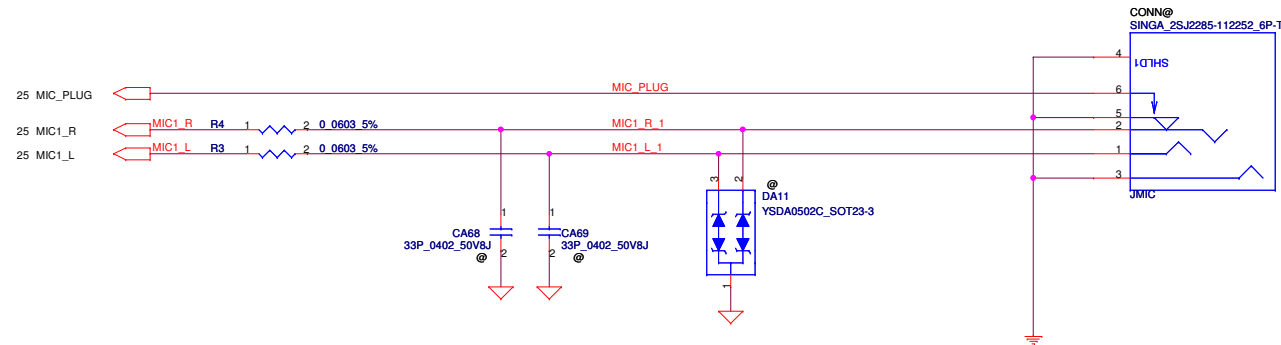 CONN@
SINGA_2SJ2285-112252_6P-T
4
SHLD1
25 MIC_PLUG
MIC_PLUG
6
5
25 MIC1_R
MIC1_R
R4
1
2
0_0603_5%
MIC1_R_1
2
25 MIC1_L
MIC1_L
R3
1
2
0_0603_5%
MIC1_L_1
1
3
JMIC
3
2
@
DA11
YSDA0502C_SOT23-3
1
1
1
CA68
33P_0402_50V8J
@
2
CA69
33P_0402_50V8J
@
2